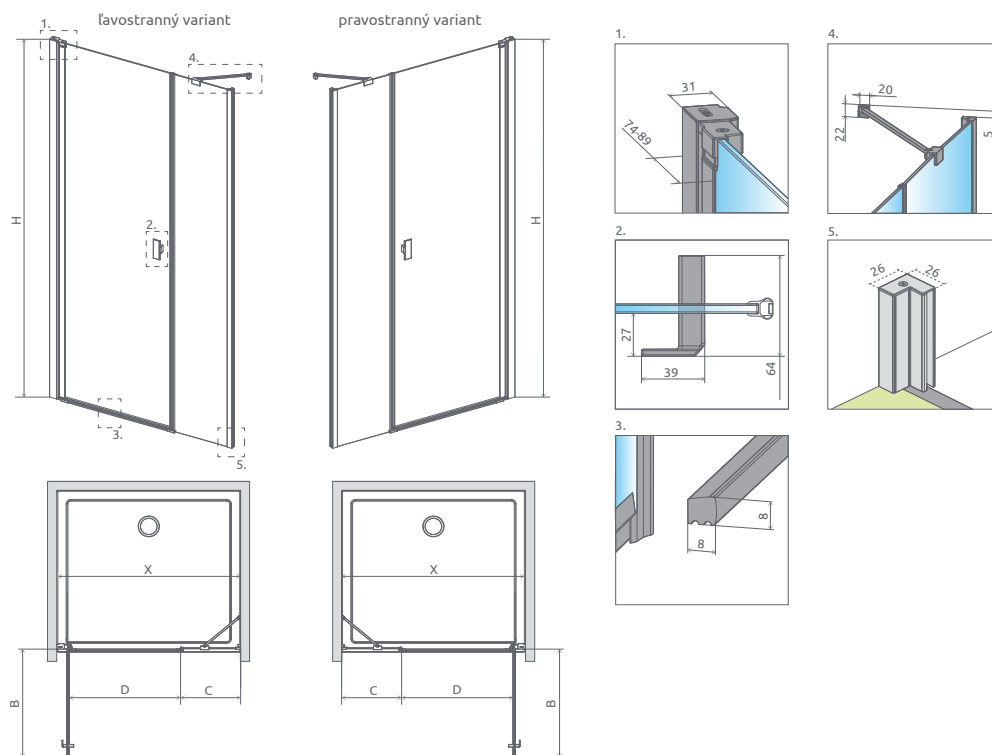 ľavostranný variant
pravostranný variant
1.
4.
H
2.
3.
5.
H
X
D
C
B
X
C
D
B
1.
31
74-89
4.
20
22
5
2.
27
39
64
5.
26
26
3.
8
8